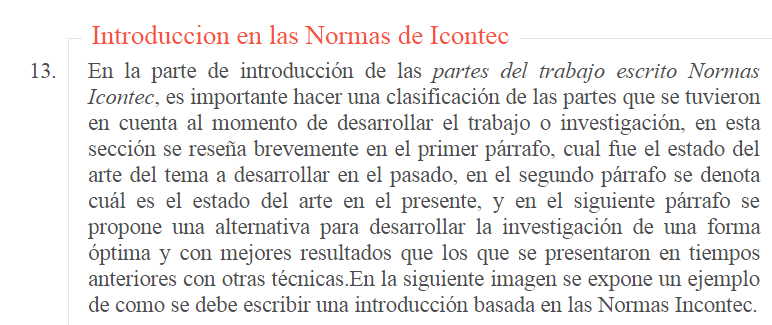 Introduccion en las Normas de Icontec
13. En la parte de introducción de las partes del trabajo escrito Normas
Icontec, es importante hacer una clasificación de las partes que se tuvieron
en cuenta al momento de desarrollar el trabajo o investigación, en esta
sección se reseña brevemente en el primer párrafo, cual fue el estado del
arte del tema a desarrollar en el pasado, en el segundo párrafo se denota
cuál es el estado del arte en el presente, y en el siguiente párrafo se
propone una alternativa para desarrollar la investigación de una forma
óptima y con mejores resultados que los que se presentaron en tiempos
anteriores con otras técnicas.En la siguiente imagen se expone un ejemplo
de como se debe escribir una introducción basada en las Normas Incontec.